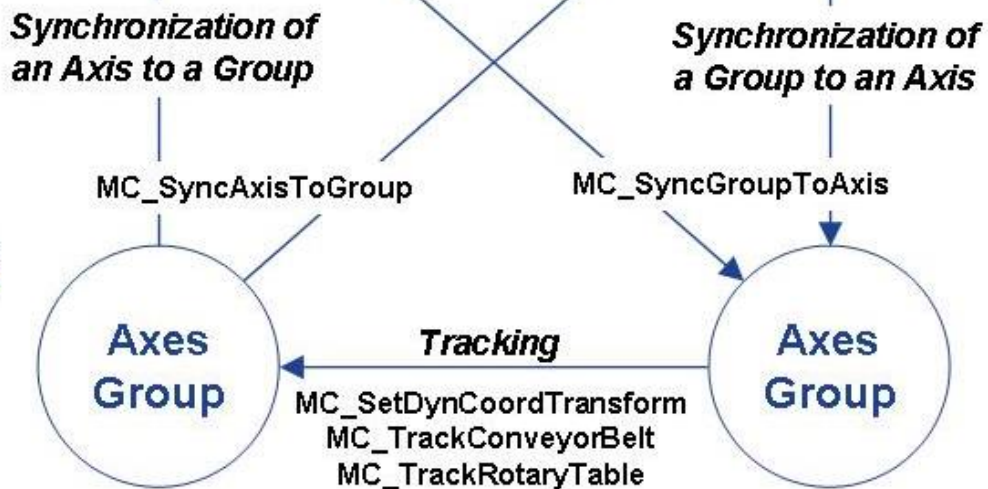 Synchronization of
an Axis to a Group
Synchronization of
a Group to an Axis
MC_SyncAxisToGroup
MC_SyncGroupToAxis
Axes
Group
Tracking
MC_SetDynCoordTransform
MC_TrackConveyorBelt
MC_TrackRotaryTable
Axes
Group